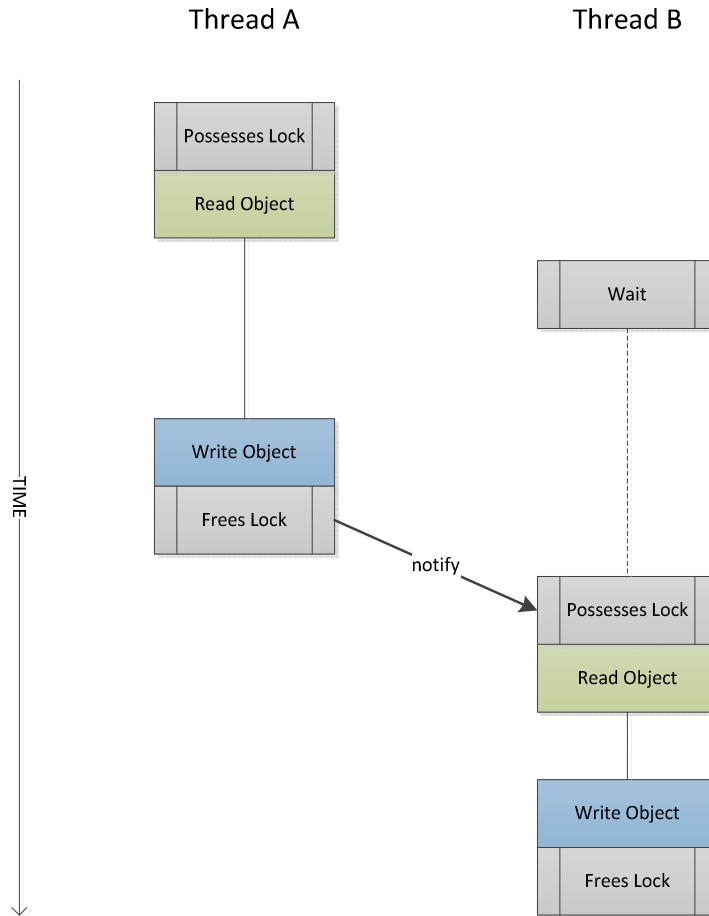 Thread A
Thread B
Possesses Lock
Read Object
Wait
Write Object
TIME
Frees Lock
notify
Possesses Lock
Read Object
Write Object
Frees Lock